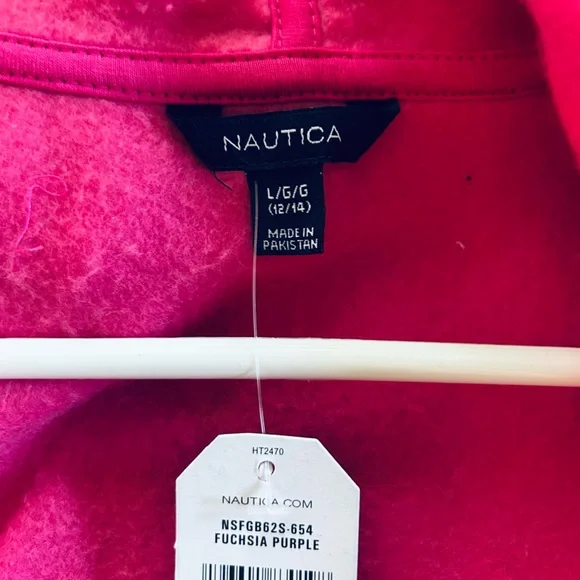 NAUTICA
L/G/G
(12/14)
MADE IN
PAKISTAN
HT2470
NAUTICA.COM
NSFGB62S-654
FUCHSIA PURPLE